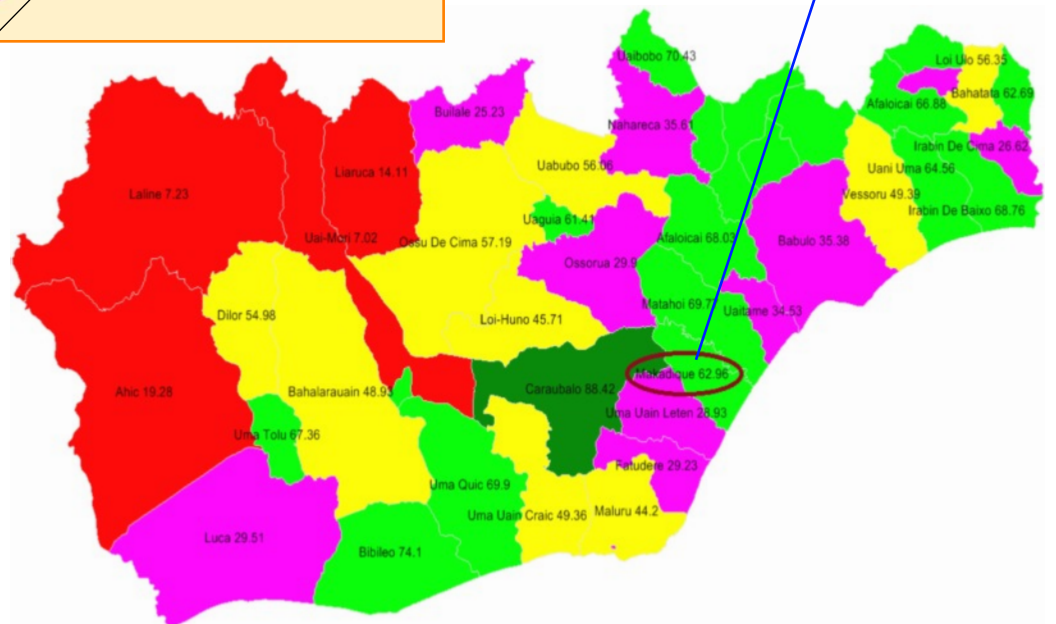 Uaibobo 70.43
Loi Ulo 56.35
Bahatata 62.69
Afaloicai 66.88
Builale 25.23
Nahareca 35.61
Irabin De Cima 26.62
Uabubo 56.06
Uani Uma 64.56
Liaruca 14.11
Laline 7.23
Vessoru 49.39
Irabin De Baixo 68.76
Uaguia 61.41
Uai-Mori 7.02
Ossu De Cima 57.19
Afaloicai 68.03
Babulo 35.38
Ossorua 29.9
Matahoi 69.77
Uaitame 34.53
Dilor 54.98
Loi-Huno 45.71
Makadique 62.96
Ahic 19.28
Bahalarauain 48.93
Caraubalo 88.42
Uma Uain Leten 28.93
Uma Tolu 67.36
Fatudere 29.23
Uma Quic 69.9
Uma Uain Craic 49.36
Maluru 44.2
Luca 29.51
Bibileo 74.1